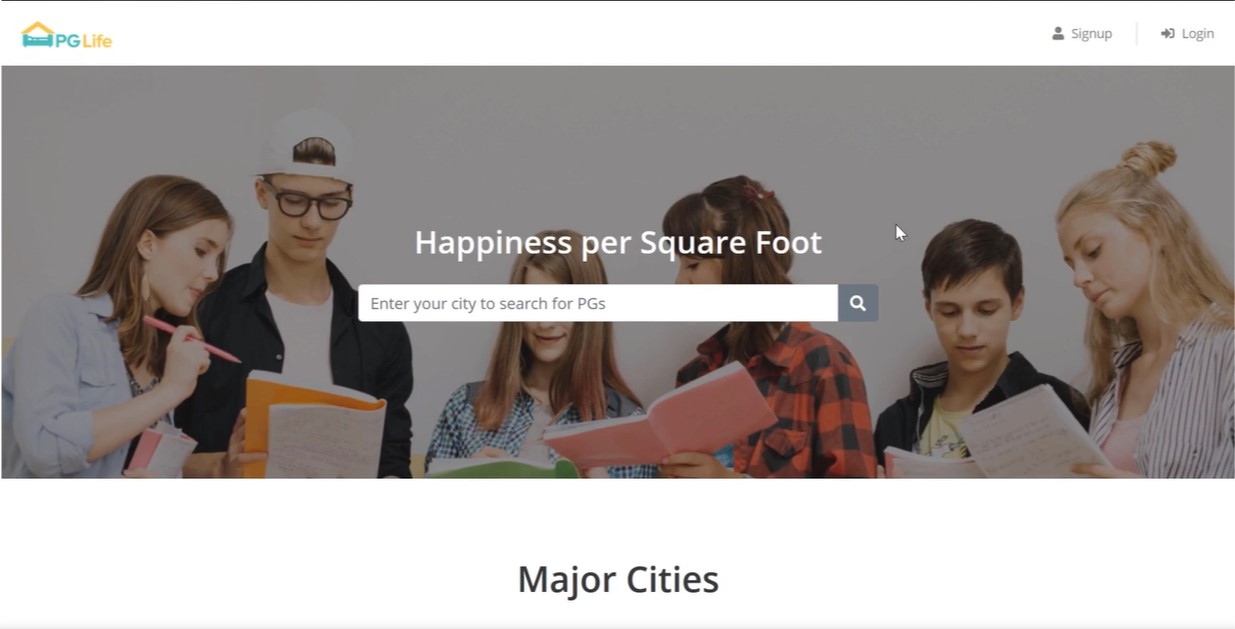 PG Life
Signup
Login
Happiness per Square Foot
Enter your city to search for PGs
Major Cities